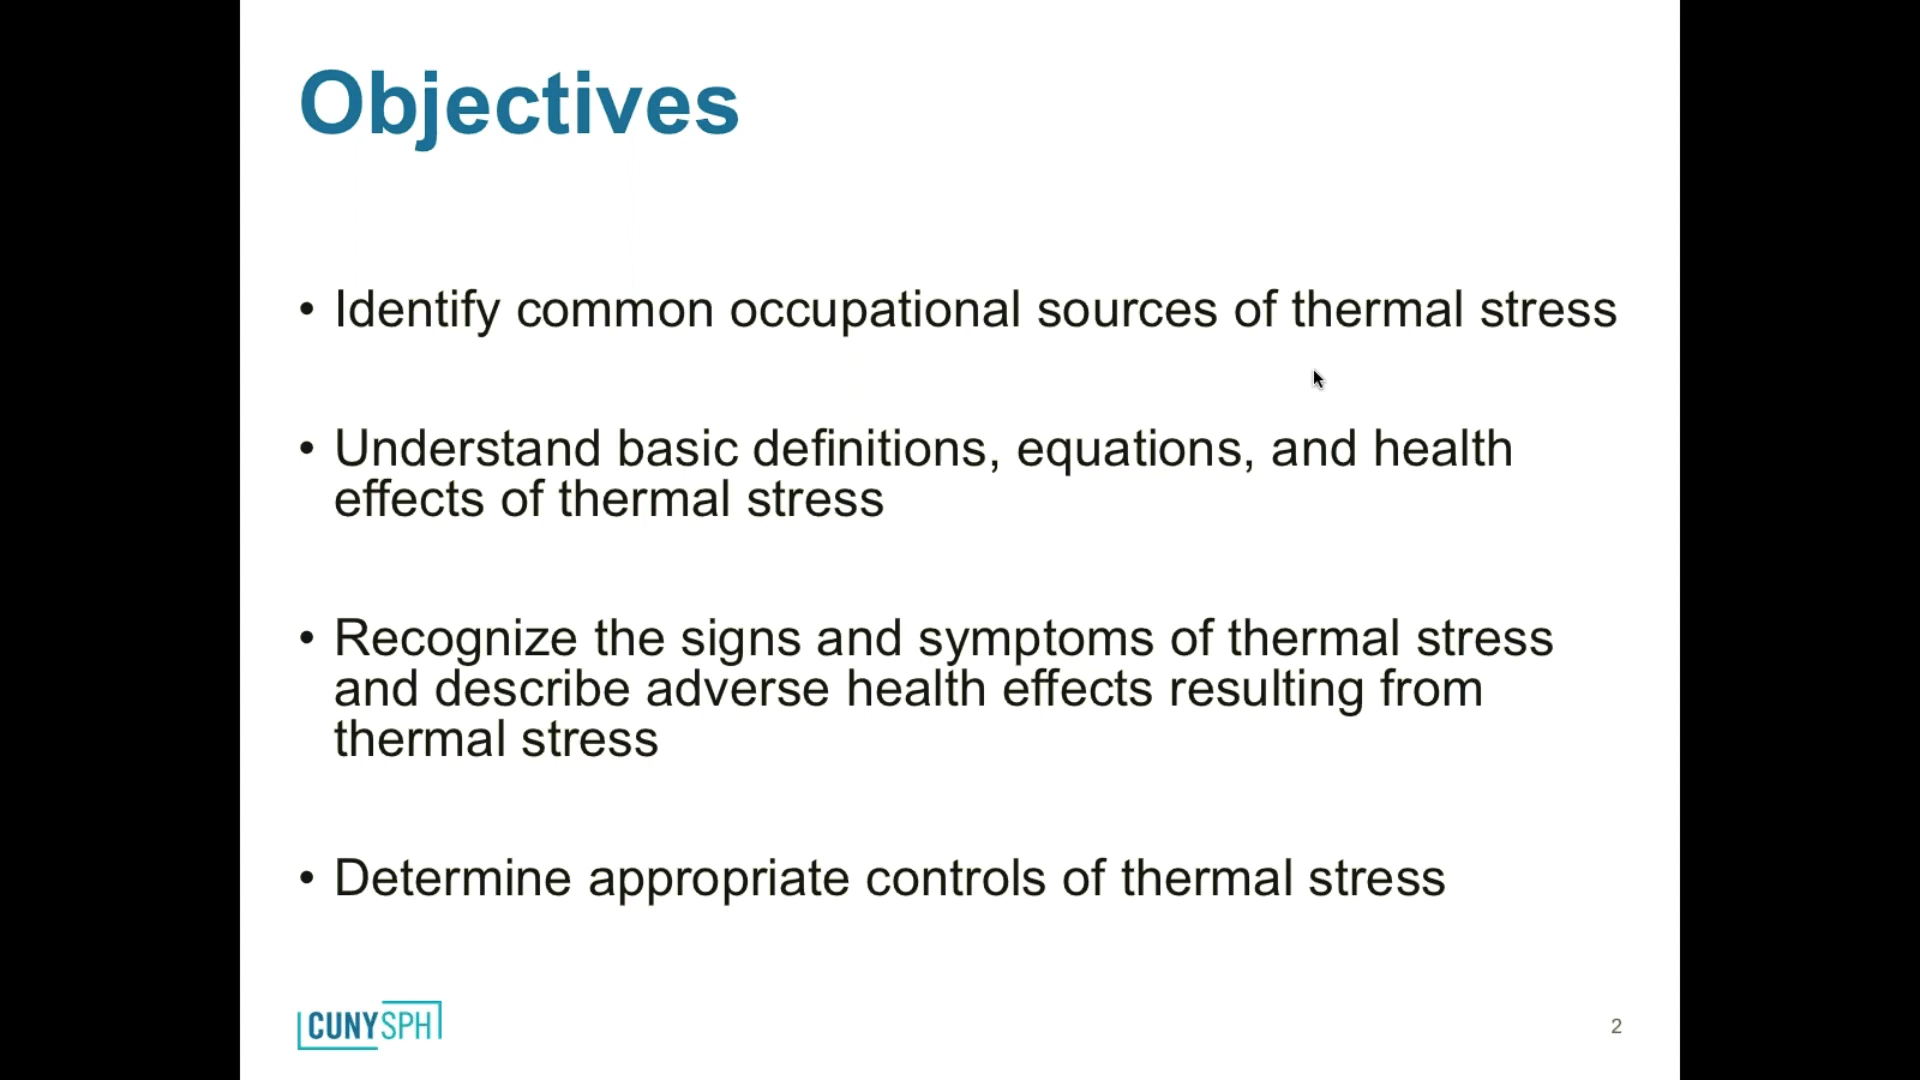 Objectives
• Identify common occupational sources of thermal stress
• Understand basic definitions, equations, and health
effects of thermal stress
• Recognize the signs and symptoms of thermal stress
and describe adverse health effects resulting from
thermal stress
• Determine appropriate controls of thermal stress
CUNYSPH
2